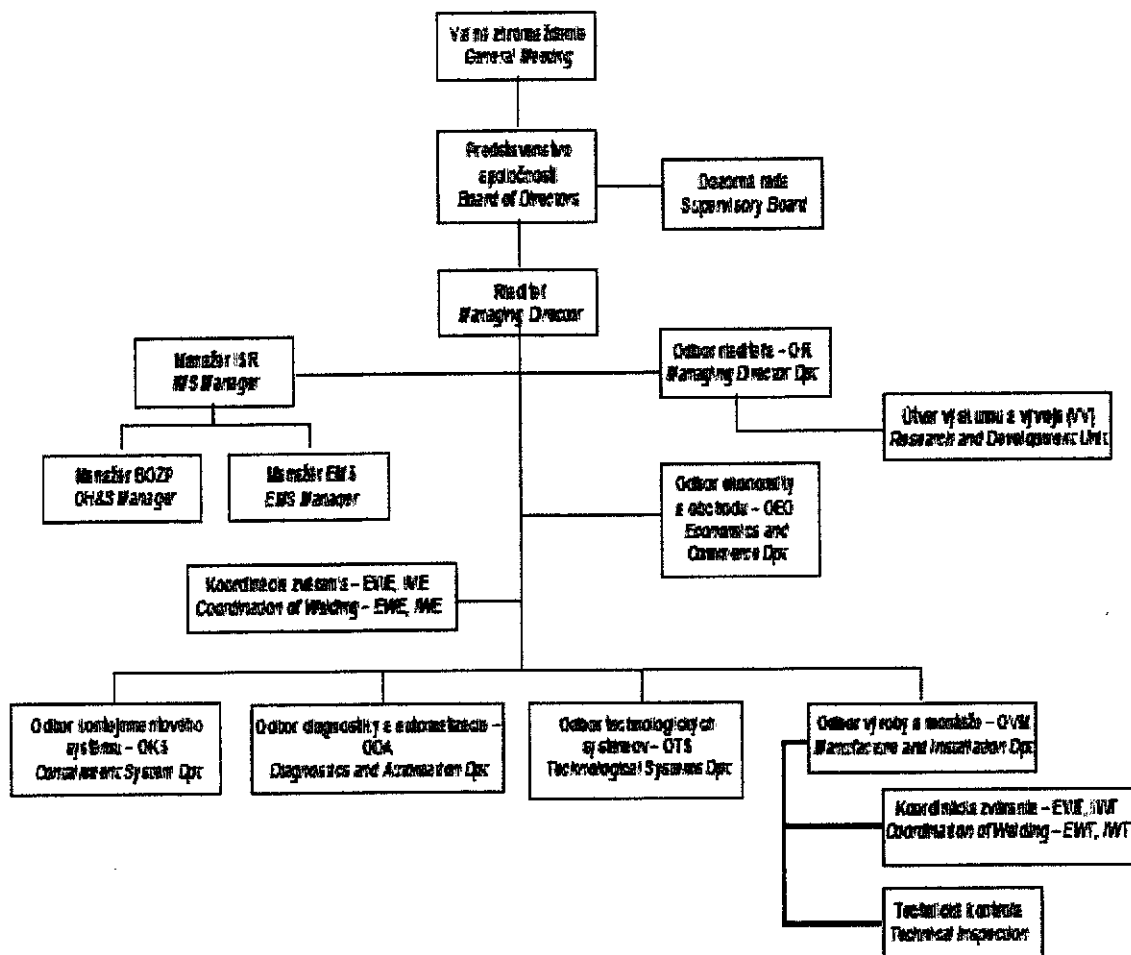 Valné zhromaždenie
General Meeting
Predstavenstvo
spoločnosti
Board of Directors
Dozorná rada
Supervisory Board
Riaditeľ
Managing Director
Manažér ISR
IMS Manager
Odbor riaditeľa – OR
Managing Director Dpt
Útvar výskumu a vývoja (VV)
Research and Development Unit
Manažér BOZP
OH&S Manager
Manažér EMS
EMS Manager
Odbor ekonomiky
a obchodu – OEO
Economics and
Commerce Dpt
Koordinácia zvárania – EWE, IWE
Coordination of Welding – EWE, IWE
Odbor kontejnmentového
systému – OKS
Containment System Dpt
Odbor diagnostiky a automatizácie –
ODA
Diagnostics and Automation Dpt
Odbor technologických
systémov – OTS
Technological Systems Dpt
Odbor výroby a montáže – OVM
Manufacture and Installation Dpt
Koordinácia zvárania – EWT, IWT
Coordination of Welding – EWT, IWT
Technická kontrola
Technical Inspection